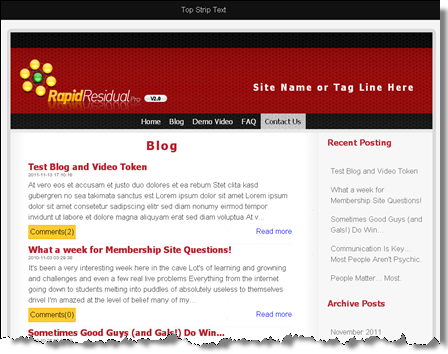 Top Strip Text
RapidResidual Pro V2.0
Site Name or Tag Line Here
Home Blog Demo Video FAQ Contact Us
Blog
Test Blog and Video Token
2011-11-13 17:10:16
At vero eos et accusam et justo duo dolores et ea rebum Stet clita kasd
gubergren no sea takimata sanctus est Lorem ipsum dolor sit amet Lorem ipsum
dolor sit amet consetetur sadipscing elitr sed diam nonumy eirmod tempor
invidunt ut labore et dolore magna aliquyam erat sed diam voluptua At v...
Comments(2) Read more
What a week for Membership Site Questions!
2010-11-03 03:29:36
It's been a very interesting week here in the cave Lot's of learning and growning
and challenges and even a few real live problems Everything from the internet
going down to students melting into puddles of absolutely useless to themselves
drivel I'm amazed at the level of belief many of my...
Comments(0) Read more
Sometimes Good Guys (and Gals!) Do Win...
Recent Posting
Test Blog and Video Token
What a week for
Membership Site Questions!
Sometimes Good Guys (and
Gals!) Do Win...
Communication Is Key...
Most People Aren't Psychic.
People Matter... Most.
Archive Posts
November 2011